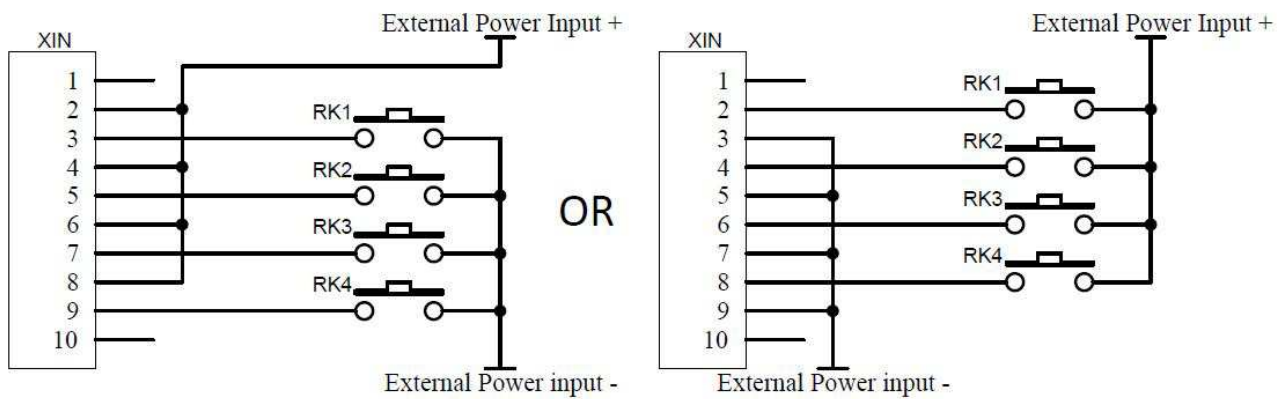 External Power Input +
XIN
1
2
3
4
5
6
7
8
9
10
RK1
RK2
RK3
RK4
External Power input -
OR
External Power Input +
XIN
1
2
3
4
5
6
7
8
9
10
RK1
RK2
RK3
RK4
External Power input -